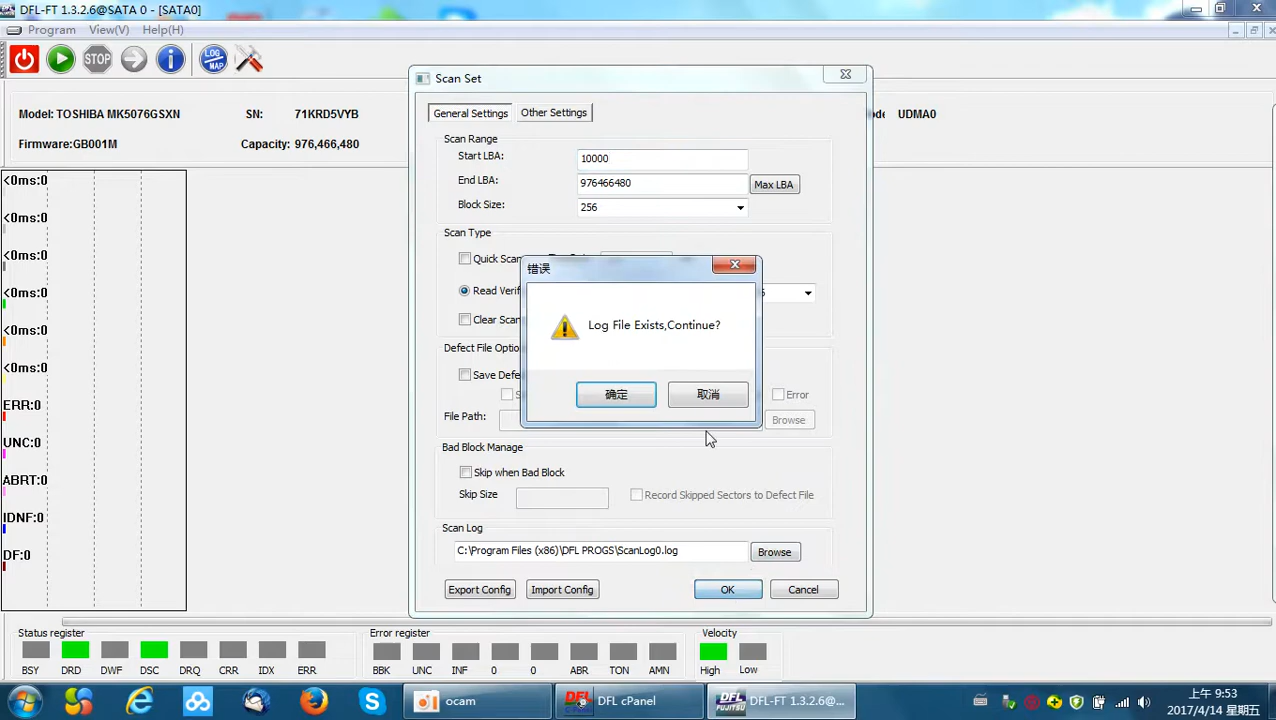 DFL-FT 1.3.2.6@SATA 0 - [SATA0]
Program View(V) Help(H)
STOP LOG MAP
Scan Set
General Settings Other Settings
Model: TOSHIBA MK5076GSXN SN: 71KRD5VYB UDMA0
Firmware:GB001M Capacity: 976,466,480
Scan Range
Start LBA: 10000
End LBA: 976466480 Max LBA
Block Size: 256
Scan Type
Quick Scan
Read Verif
Clear Scan
错误
Log File Exists,Continue?
确定 取消
Defect File Optio
Save Defe
Error
File Path: Browse
Bad Block Manage
Skip when Bad Block
Skip Size Record Skipped Sectors to Defect File
Scan Log
C:\Program Files (x86)\DFL PROGS\ScanLog0.log Browse
Export Config Import Config OK Cancel
<0ms:0
<0ms:0
<0ms:0
<0ms:0
<0ms:0
<0ms:0
ERR:0
UNC:0
ABRT:0
IDNF:0
DF:0
Status register Error register Velocity
BSY DRD DWF DSC DRQ CRR IDX ERR BBK UNC INF 0 0 ABR TON AMN High Low
ocam DFL cPanel DFL-FT 1.3.2.6@...
上午 9:53
2017/4/14 星期五